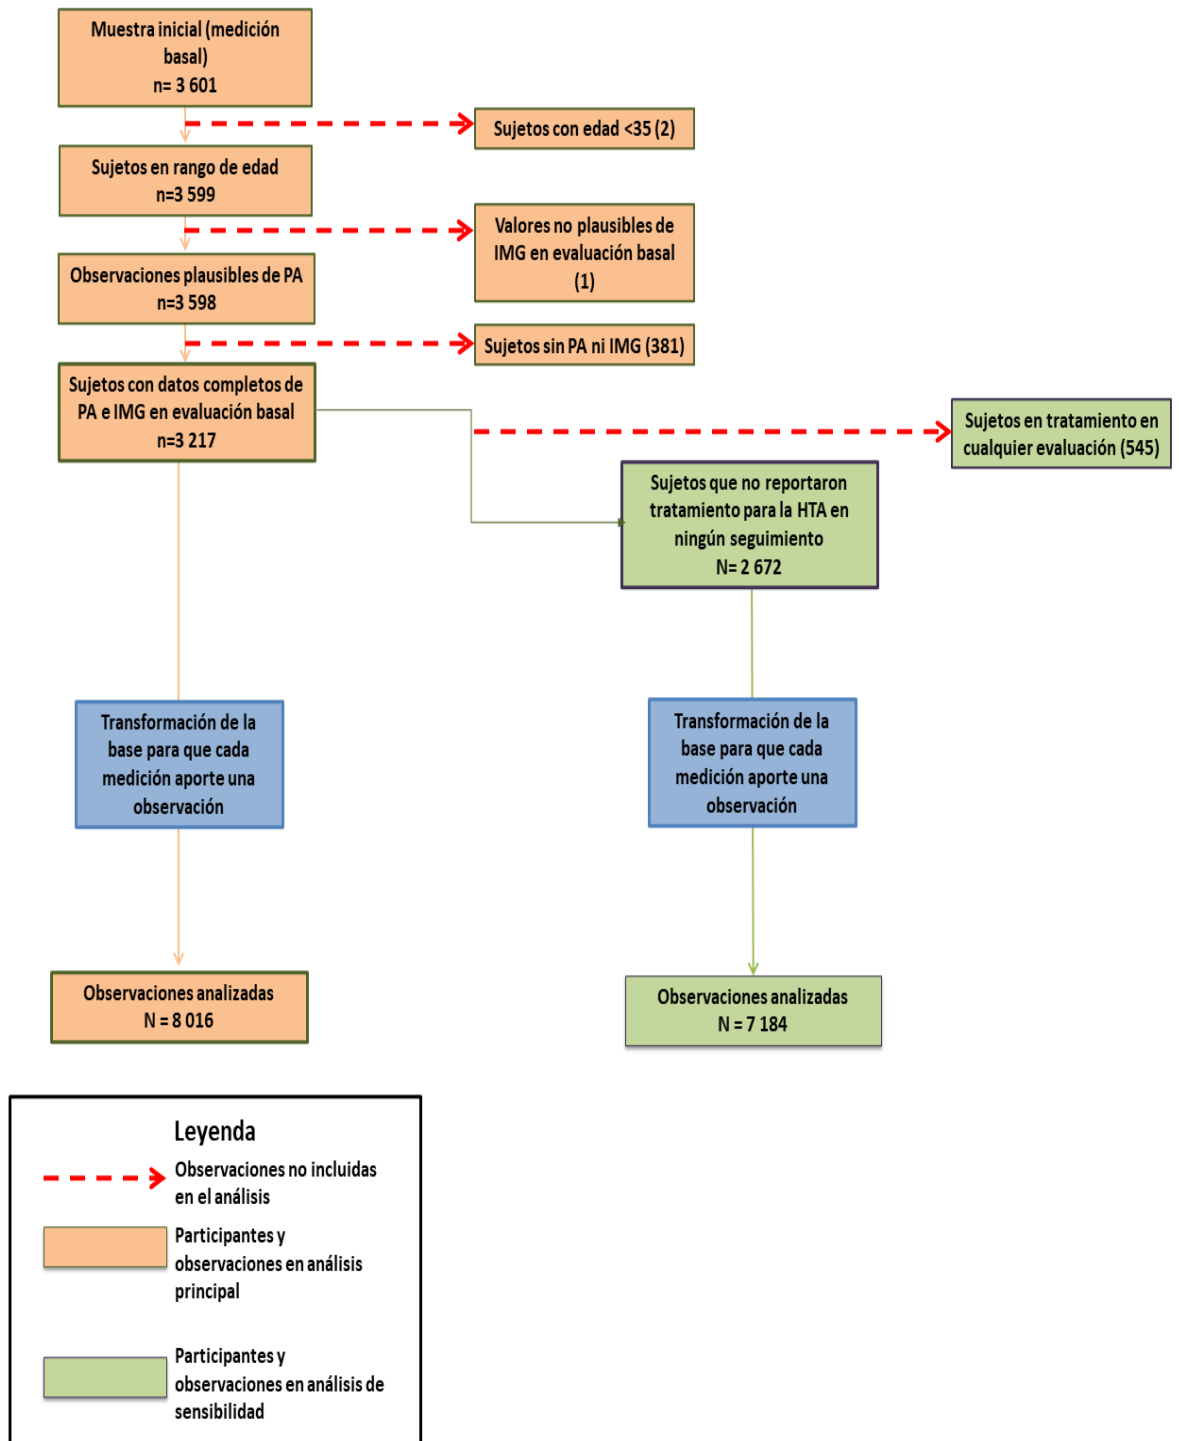 Muestra inicial (medición
basal)
n= 3 601
Sujetos con edad <35 (2)
Sujetos en rango de edad
n=3 599
Valores no plausibles de
IMG en evaluación basal
(1)
Observaciones plausibles de PA
n=3 598
Sujetos sin PA ni IMG (381)
Sujetos con datos completos de
PA e IMG en evaluación basal
n=3 217
Sujetos en tratamiento en
cualquier evaluación (545)
Sujetos que no reportaron
tratamiento para la HTA en
ningún seguimiento
N= 2 672
Transformación de la
base para que cada
medición aporte una
observación
Transformación de la
base para que cada
medición aporte una
observación
Observaciones analizadas
N = 8 016
Observaciones analizadas
N = 7 184
Leyenda
Observaciones no incluidas
en el análisis
Participantes y
observaciones en análisis
principal
Participantes y
observaciones en análisis de
sensibilidad